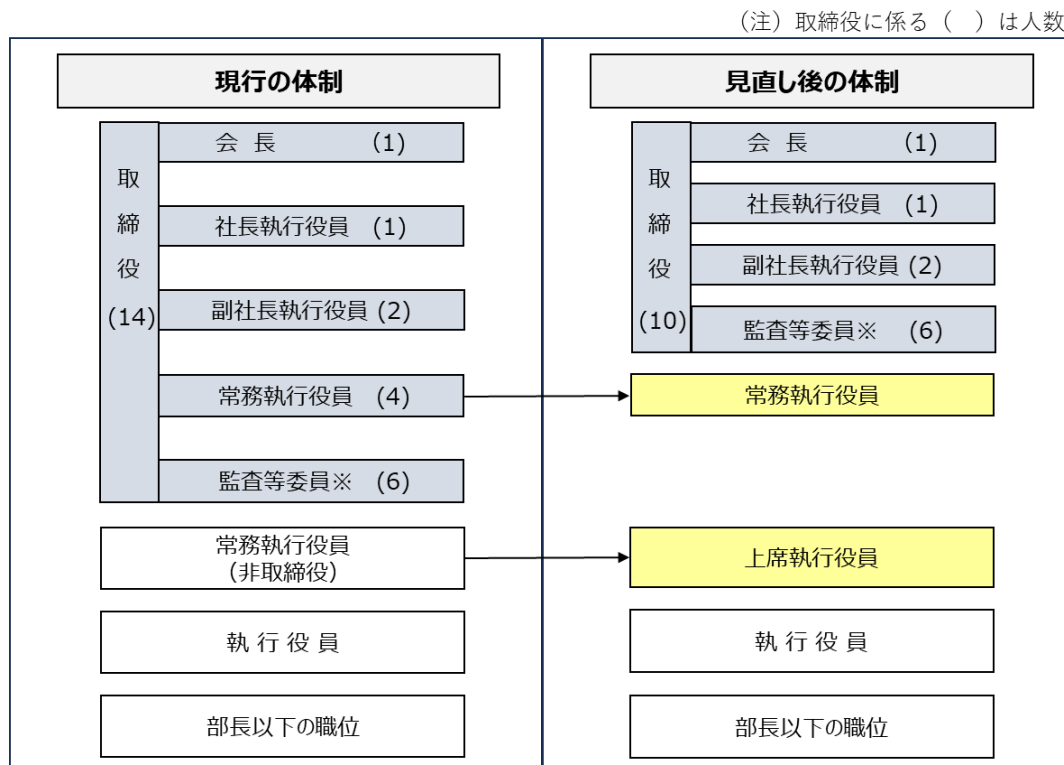 （注）取締役に係る（　）は人数
現行の体制
取締役
(14)
会 長 (1)
社長執行役員 (1)
副社長執行役員 (2)
常務執行役員 (4)
監査等委員※ (6)
常務執行役員
（非取締役）
執 行 役 員
部長以下の職位
見直し後の体制
取締役
(10)
会 長 (1)
社長執行役員 (1)
副社長執行役員 (2)
監査等委員※ (6)
常務執行役員
上席執行役員
執 行 役 員
部長以下の職位